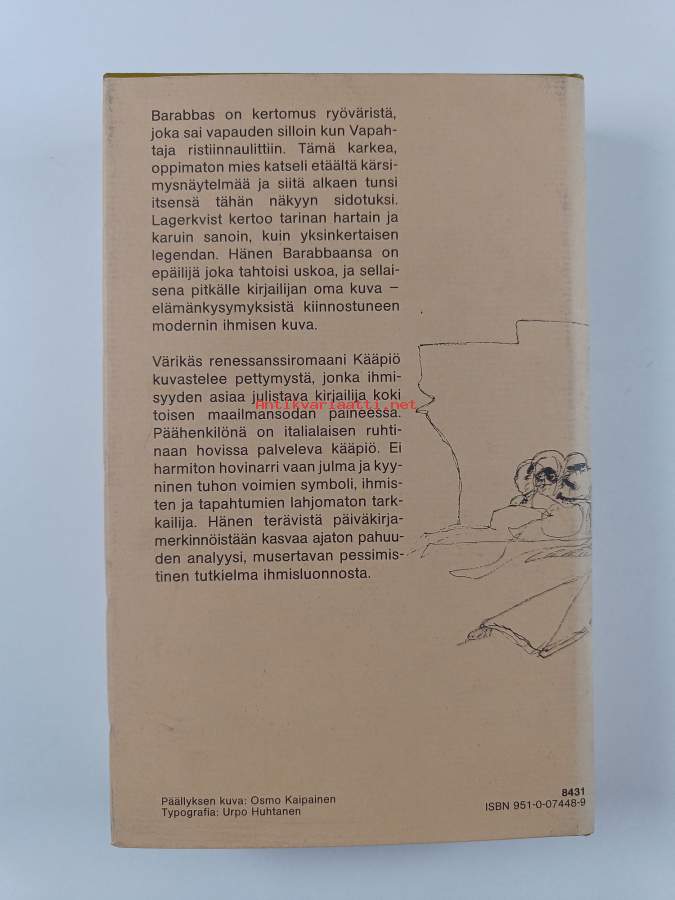 Barabbas on kertomus ryöväristä,
joka sai vapauden silloin kun Vapah-
taja ristiinnaulittiin. Tämä karkea,
oppimaton mies katseli etäältä kärsi-
mysnäytelmää ja siitä alkaen tunsi
itsensä tähän näkyyn sidotuksi.
Lagerkvist kertoo tarinan hartain ja
karuin sanoin, kuin yksinkertaisen
legendan. Hänen Barabbaansa on
epäilijä joka tahtoisi uskoa, ja sellai-
sena pitkälle kirjailijan oma kuva –
elämänkysymyksistä kiinnostuneen
modernin ihmisen kuva.
Värikäs renessanssiromaani Kääpiö
kuvastelee pettymystä, jonka ihmi-
syyden asiaa julistava kirjailija koki
Antikvariaatti.net
toisen maailmansodan paineessa.
Päähenkilönä on italialaisen ruhti-
naan hovissa palveleva kääpiö. Ei
harmiton hovinarri vaan julma ja kyy-
ninen tuhon voimien symboli, ihmis-
ten ja tapahtumien lahjomaton tark-
kailija. Hänen terävistä päiväkirja-
merkinnöistään kasvaa ajaton pahuu-
den analyysi, musertavan pessimis-
tinen tutkielma ihmisluonnosta.
Päällyksen kuva: Osmo Kaipainen
Typografia: Urpo Huhtanen
8431
ISBN 951-0-07448-9